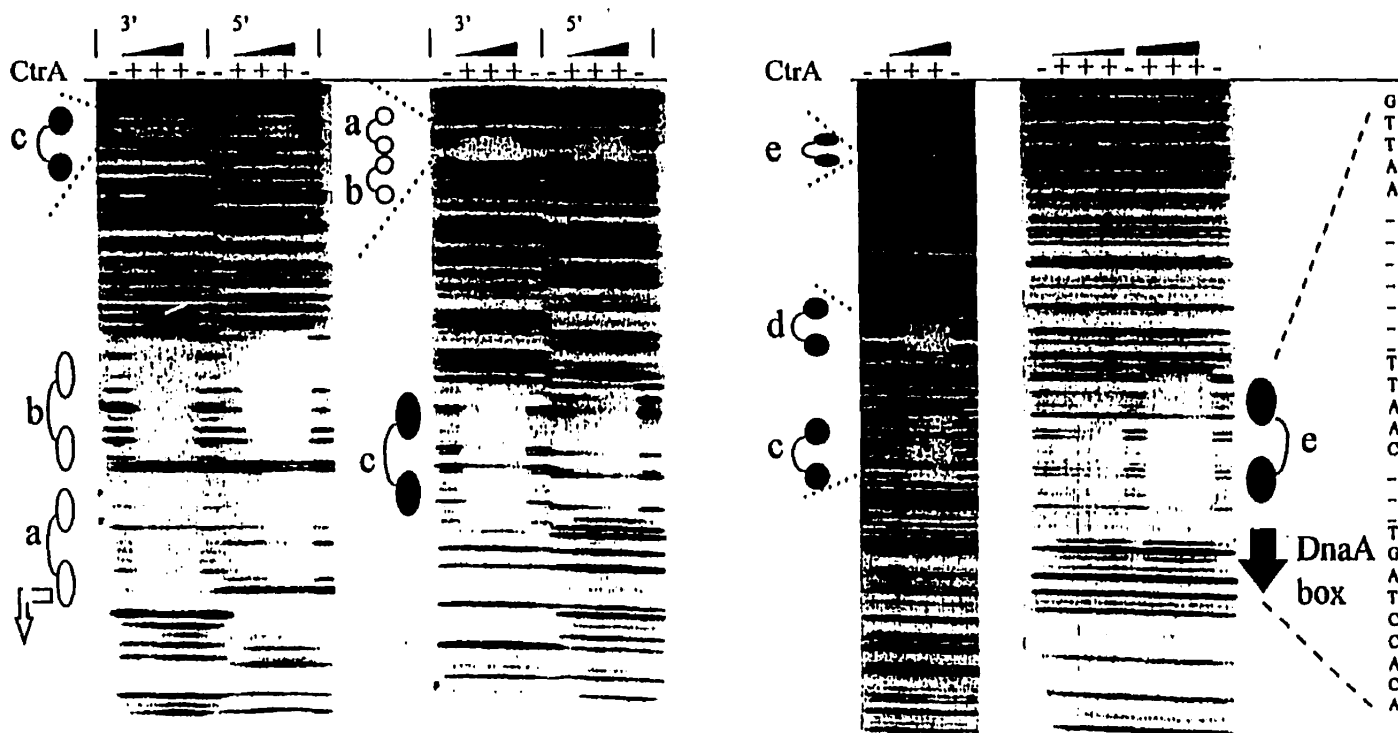 3' 5' 3' 5'
CtrA - + + + - - + + + - - + + + - + + + - CtrA - + + + - - + + + - + + + -
c
b
a
a
b
c
e
d
c
e
DnaA
box
G
T
T
A
A
-
-
-
-
-
-
-
T
T
A
A
C
-
-
-
T
G
A
T
C
C
A
C
A